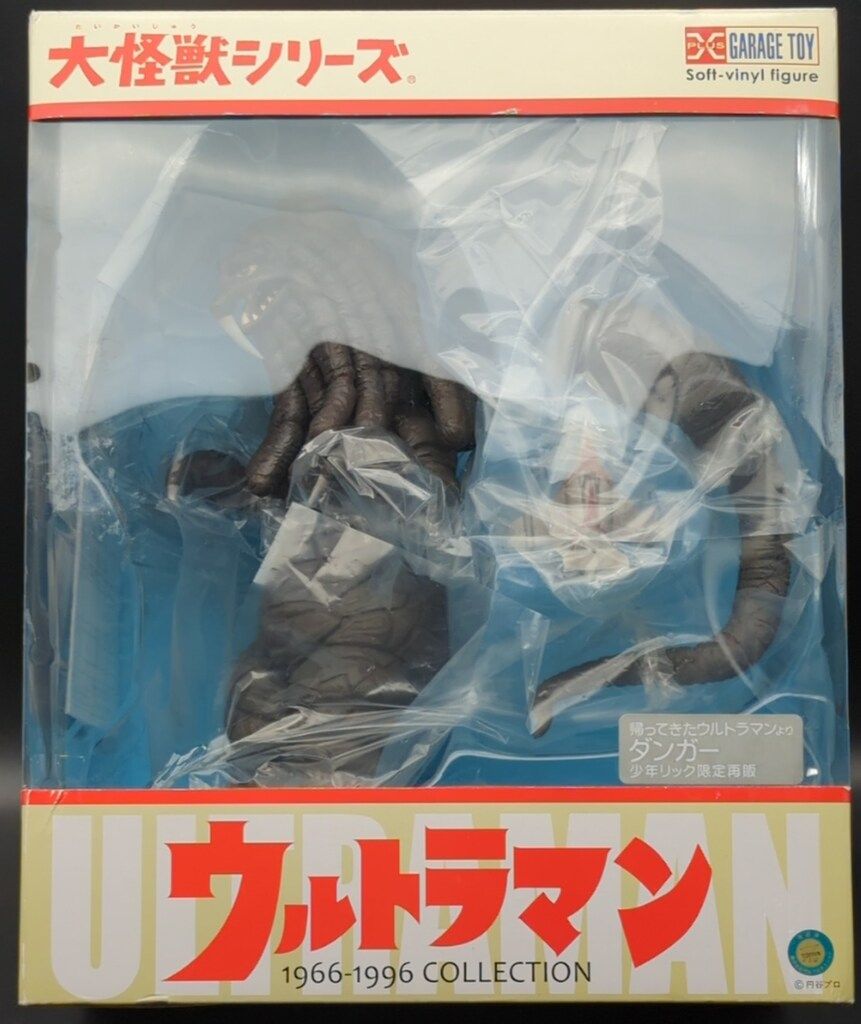 たいかいじゅう
大怪獣シリーズ®
X PLUS GARAGE TOY
Soft-vinyl figure
帰ってきたウルトラマンより
ダンガー
少年リック限定再販
ULTRAMAN
ウルトラマン
1966-1996 COLLECTION
©円谷プロ